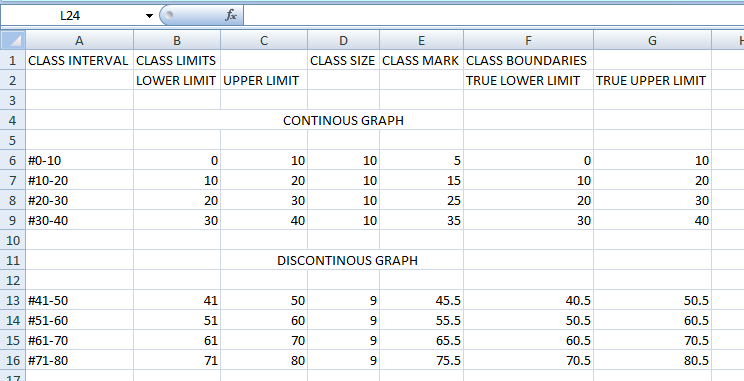 L24 fx
A B C D E F G H
1 CLASS INTERVAL CLASS LIMITS CLASS SIZE CLASS MARK CLASS BOUNDARIES
2 LOWER LIMIT UPPER LIMIT TRUE LOWER LIMIT TRUE UPPER LIMIT
3
4 CONTINOUS GRAPH
5
6 #0-10 0 10 10 5 0 10
7 #10-20 10 20 10 15 10 20
8 #20-30 20 30 10 25 20 30
9 #30-40 30 40 10 35 30 40
10
11 DISCONTINOUS GRAPH
12
13 #41-50 41 50 9 45.5 40.5 50.5
14 #51-60 51 60 9 55.5 50.5 60.5
15 #61-70 61 70 9 65.5 60.5 70.5
16 #71-80 71 80 9 75.5 70.5 80.5
17